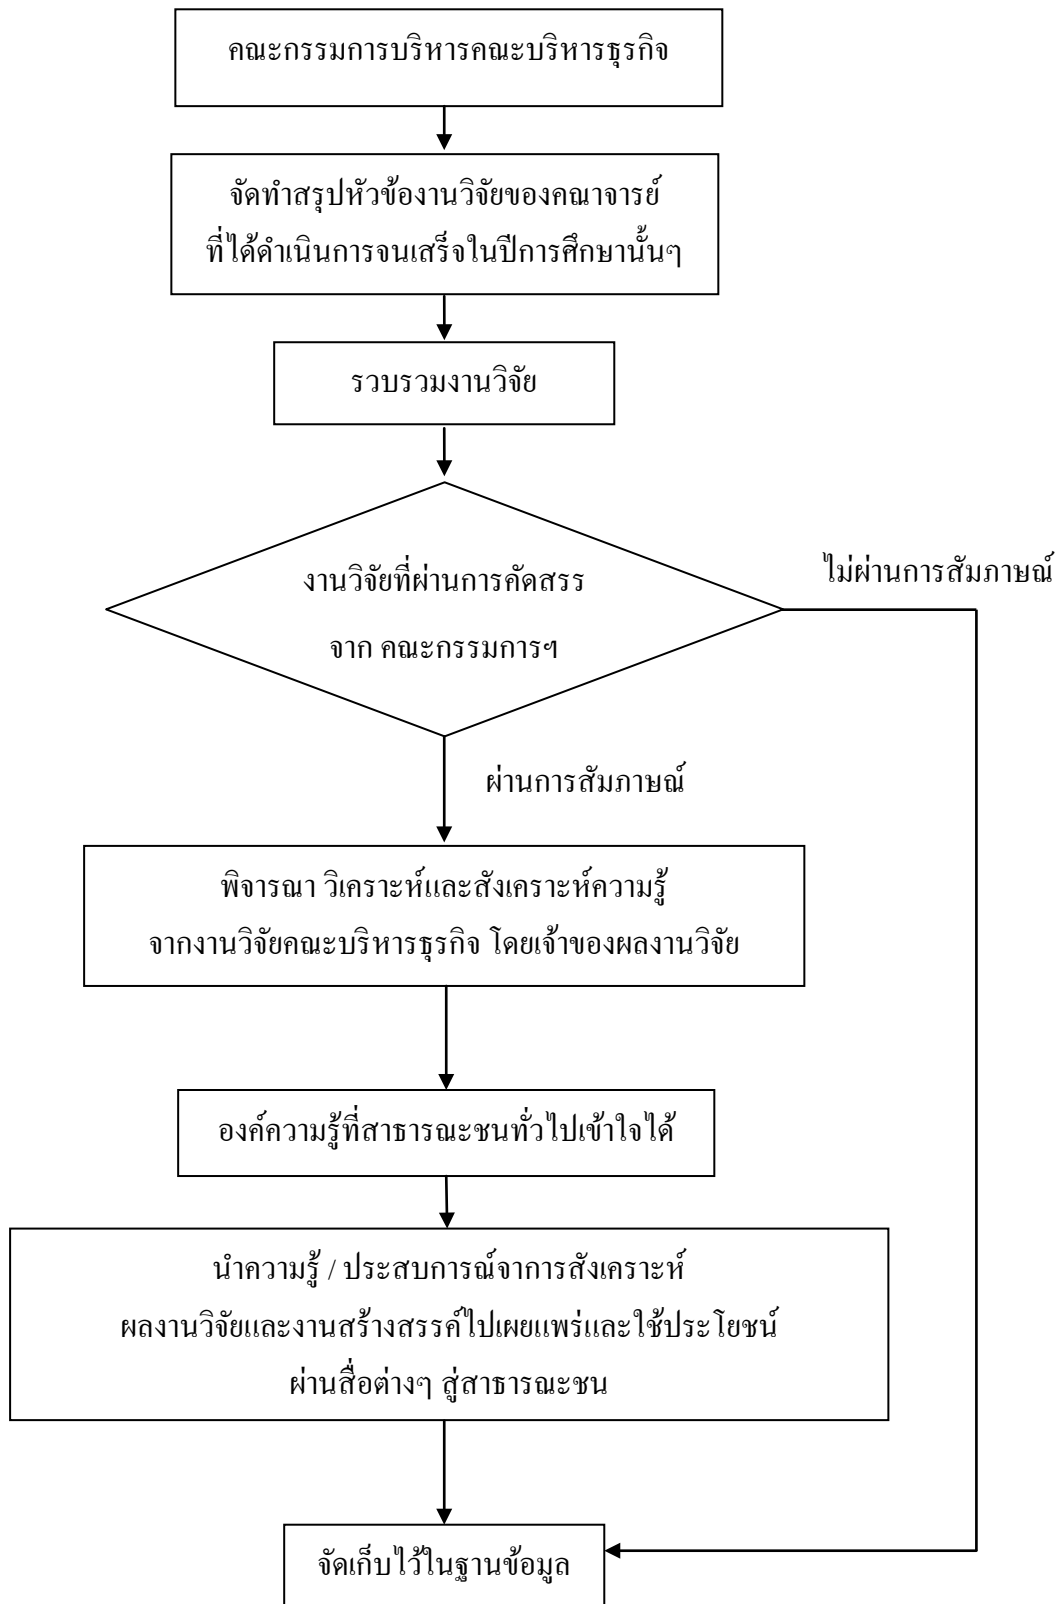 คณะกรรมการบริหารคณะบริหารธุรกิจ
จัดทำสรุปหัวข้องานวิจัยของคณาจารย์
ที่ได้ดำเนินการจนเสร็จในปีการศึกษานั้นๆ
รวบรวมงานวิจัย
งานวิจัยที่ผ่านการคัดสรร
จาก คณะกรรมการฯ
ไม่ผ่านการสัมภาษณ์
ผ่านการสัมภาษณ์
พิจารณา วิเคราะห์และสังเคราะห์ความรู้
จากงานวิจัยคณะบริหารธุรกิจ โดยเจ้าของผลงานวิจัย
องค์ความรู้ที่สาธารณะชนทั่วไปเข้าใจได้
นำความรู้ / ประสบการณ์จาการสังเคราะห์
ผลงานวิจัยและงานสร้างสรรค์ไปเผยแพร่และใช้ประโยชน์
ผ่านสื่อต่างๆ สู่สาธารณะชน
จัดเก็บไว้ในฐานข้อมูล